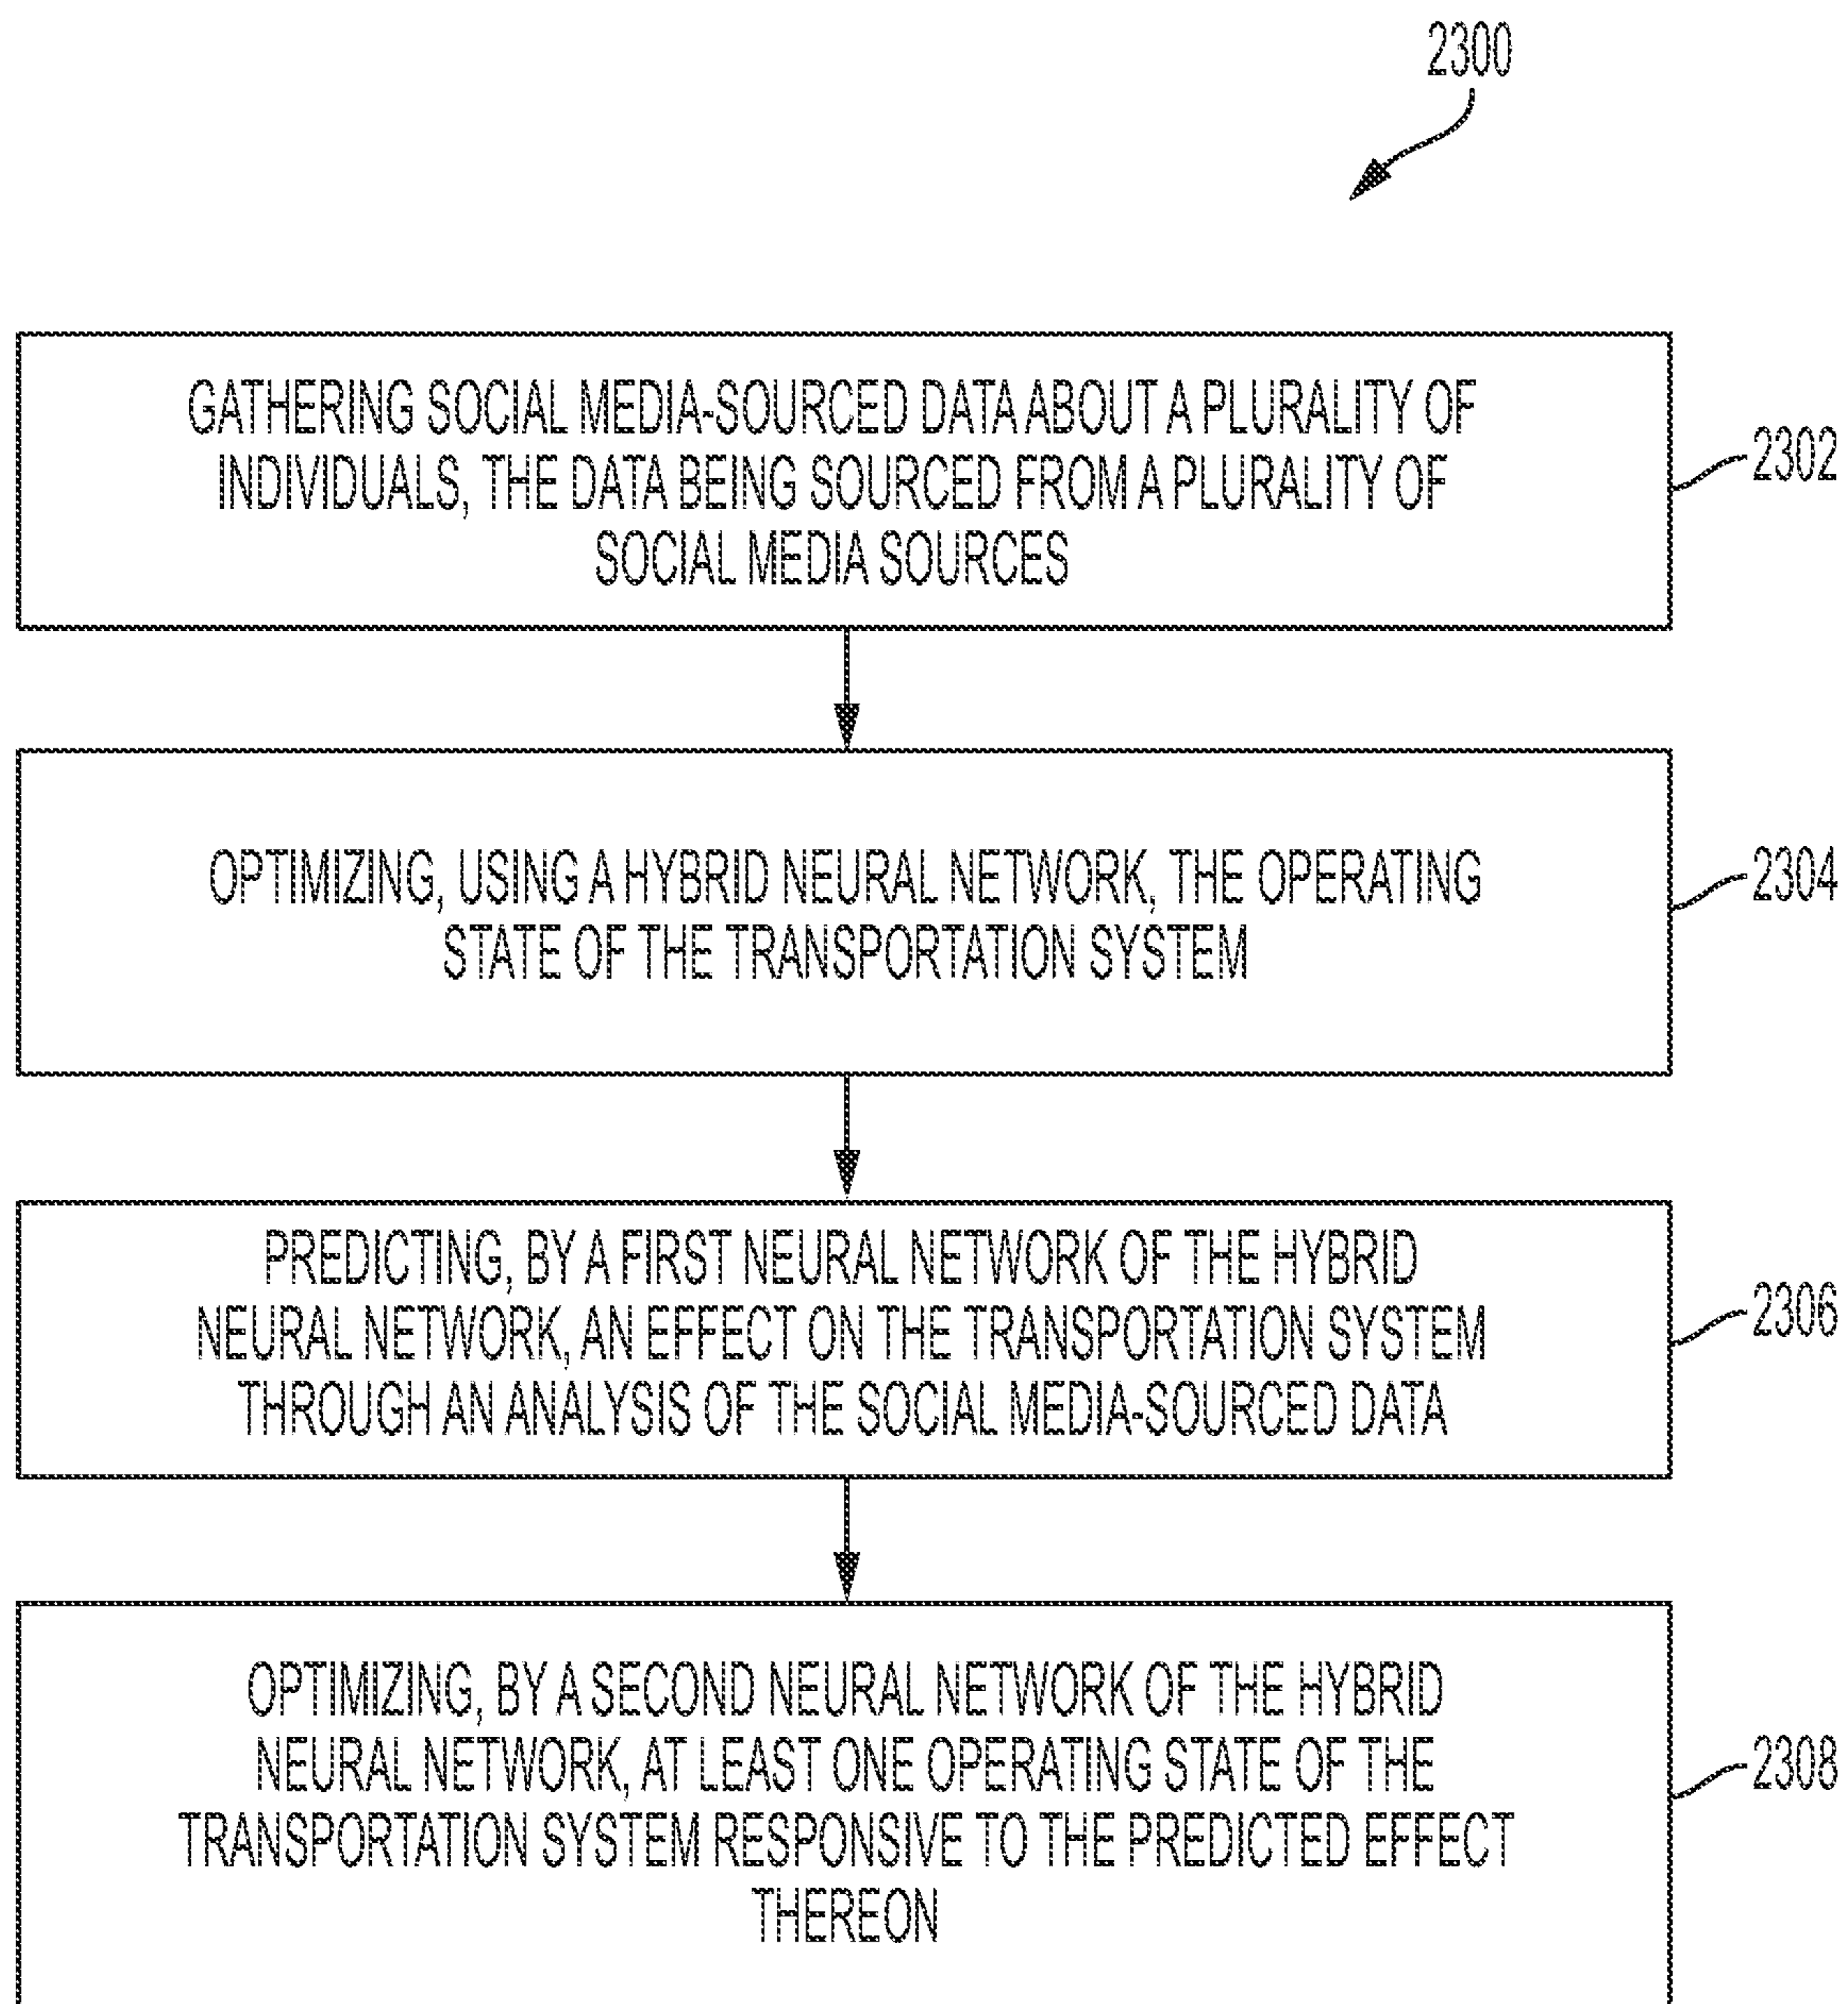 2300
GATHERING SOCIAL MEDIA-SOURCED DATA ABOUT A PLURALITY OF
INDIVIDUALS, THE DATA BEING SOURCED FROM A PLURALITY OF
SOCIAL MEDIA SOURCES
2302
OPTIMIZING, USING A HYBRID NEURAL NETWORK, THE OPERATING
STATE OF THE TRANSPORTATION SYSTEM
2304
PREDICTING, BY A FIRST NEURAL NETWORK OF THE HYBRID
NEURAL NETWORK, AN EFFECT ON THE TRANSPORTATION SYSTEM
THROUGH AN ANALYSIS OF THE SOCIAL MEDIA-SOURCED DATA
2306
OPTIMIZING, BY A SECOND NEURAL NETWORK OF THE HYBRID
NEURAL NETWORK, AT LEAST ONE OPERATING STATE OF THE
TRANSPORTATION SYSTEM RESPONSIVE TO THE PREDICTED EFFECT
THEREON
2308